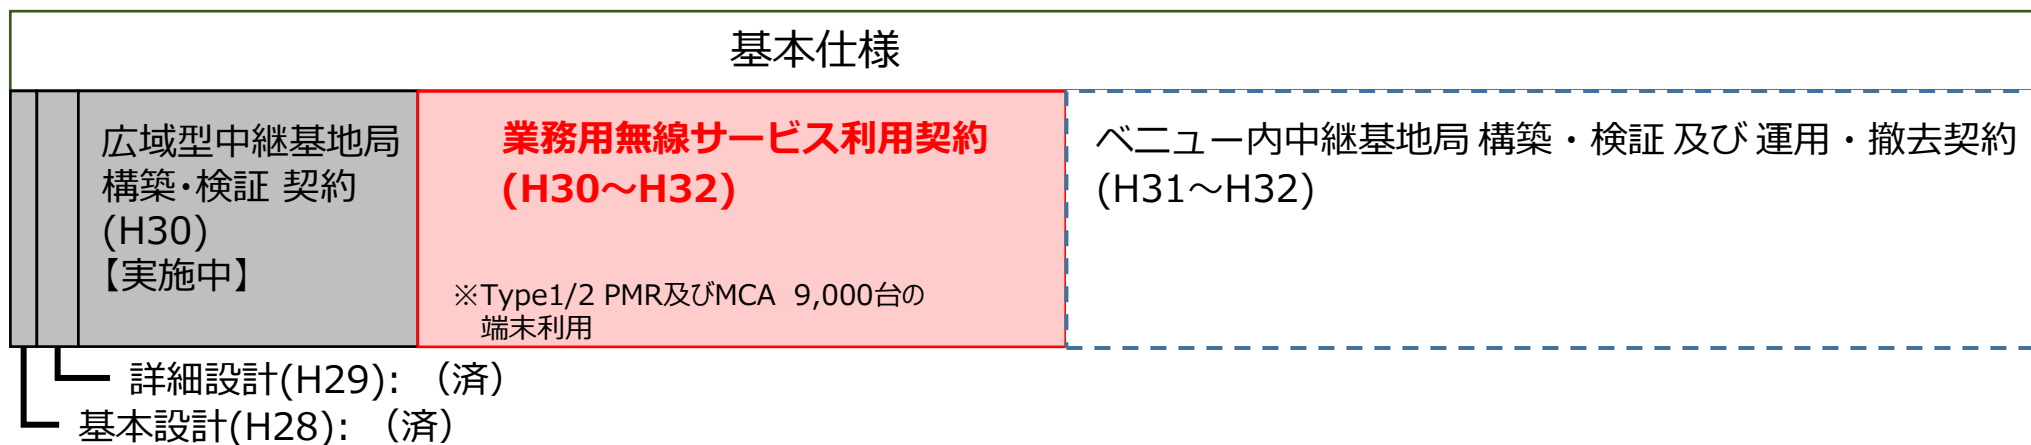 基本仕様
広域型中継基地局
構築・検証 契約
(H30)
【実施中】
業務用無線サービス利用契約
(H30～H32)
※Type1/2 PMR及びMCA 9,000台の
端末利用
ベニュー内中継基地局 構築・検証 及び 運用・撤去契約
(H31～H32)
詳細設計(H29): （済）
基本設計(H28): （済）